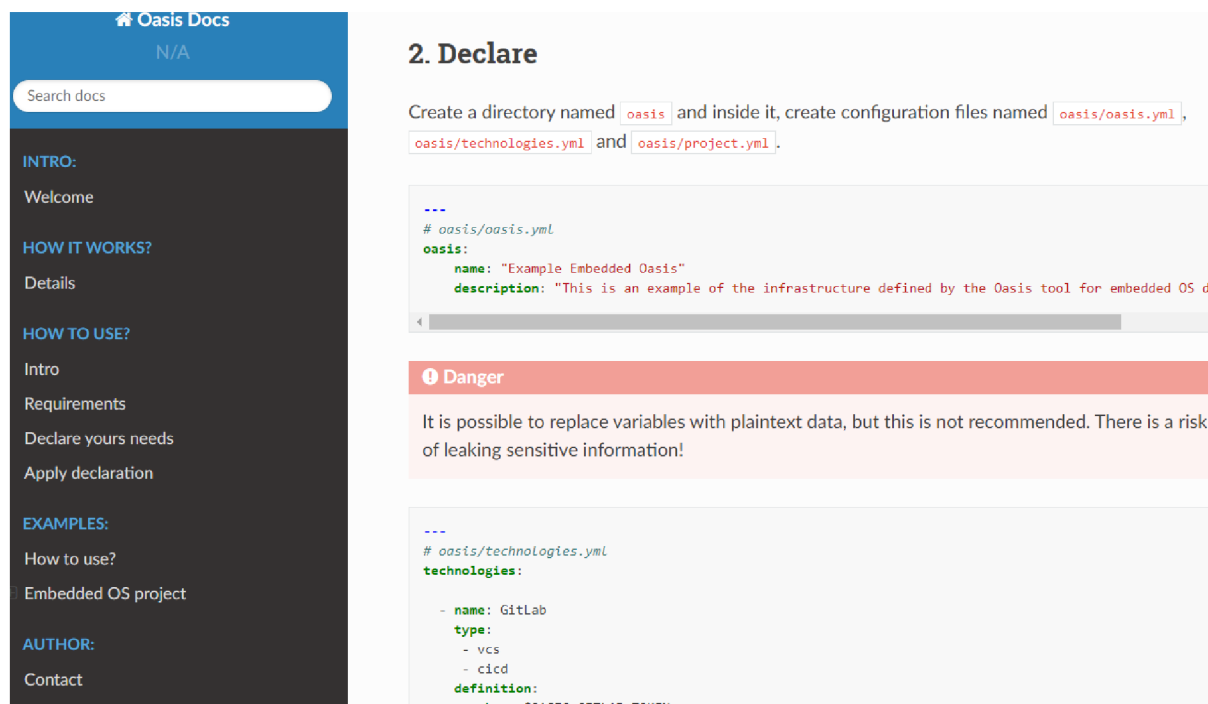 Oasis Docs
N/A
Search docs
INTRO:
Welcome
HOW IT WORKS?
Details
HOW TO USE?
Intro
Requirements
Declare yours needs
Apply declaration
EXAMPLES:
How to use?
Embedded OS project
AUTHOR:
Contact
2. Declare
Create a directory named oasis and inside it, create configuration files named oasis/oasis.yml,
oasis/technologies.yml and oasis/project.yml.
---
# oasis/oasis.yml
oasis:
name: "Example Embedded Oasis"
description: "This is an example of the infrastructure defined by the Oasis tool for embedded OS d
Danger
It is possible to replace variables with plaintext data, but this is not recommended. There is a risk
of leaking sensitive information!
---
# oasis/technologies.yml
technologies:
- name: GitLab
type:
- vcs
- cicd
definition: